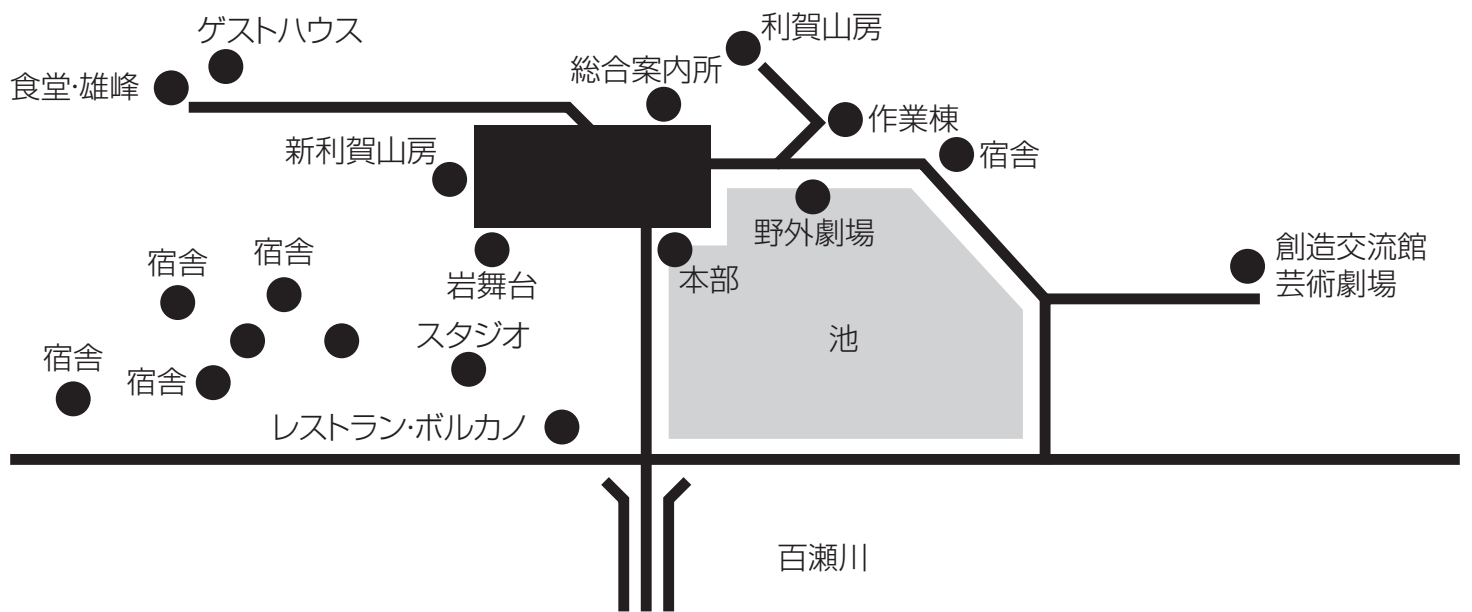 利賀山房
ゲストハウス
総合案内所
食堂・雄峰
作業棟
新利賀山房
宿舎
野外劇場
創造交流館
芸術劇場
宿舎
宿舎
岩舞台
本部
スタジオ
池
宿舎
宿舎
レストラン・ボルカノ
百瀬川